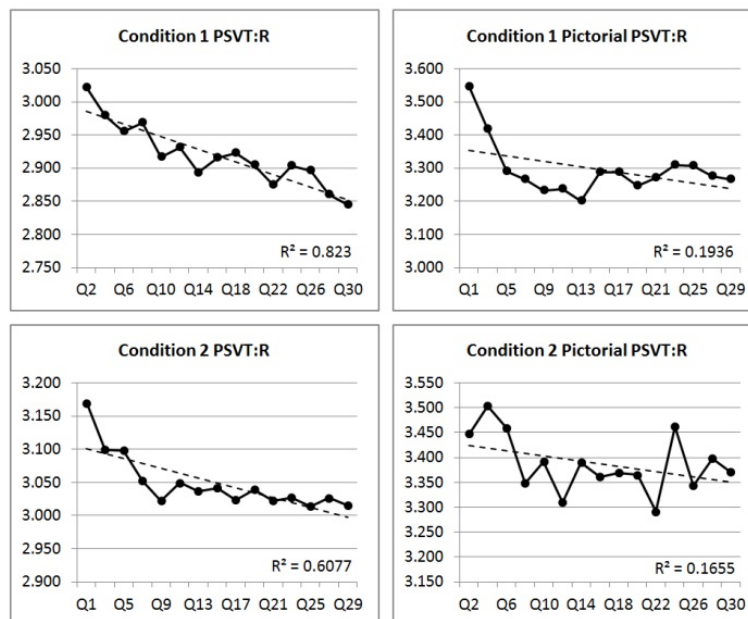 Condition 1 PSVT:R
3.050
3.000
2.950
2.900
2.850
2.800
2.750
R² = 0.823
Q2 Q6 Q10 Q14 Q18 Q22 Q26 Q30
Condition 1 Pictorial PSVT:R
3.600
3.500
3.400
3.300
3.200
3.100
3.000
R² = 0.1936
Q1 Q5 Q9 Q13 Q17 Q21 Q25 Q29
Condition 2 PSVT:R
3.200
3.150
3.100
3.050
3.000
2.950
2.900
R² = 0.6077
Q1 Q5 Q9 Q13 Q17 Q21 Q25 Q29
Condition 2 Pictorial PSVT:R
3.550
3.500
3.450
3.400
3.350
3.300
3.250
3.200
3.150
R² = 0.1655
Q2 Q6 Q10 Q14 Q18 Q22 Q26 Q30